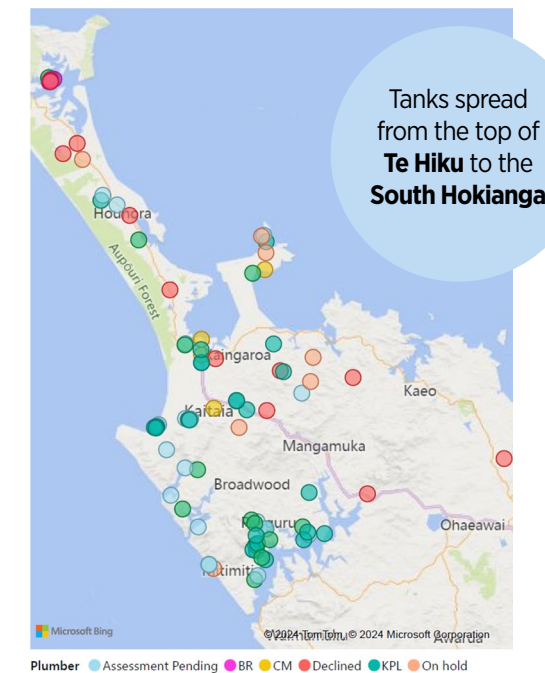 Tanks spread
from the top of
Te Hiku to the
South Hokianga
Houhora
Aupōuri Forest
Kaingaroa
Kaeo
Kaitaia
Mangamuka
Broadwood
Ohaeawai
Microsoft Bing
© 2024 TomTom, © 2024 Microsoft Corporation
Plumber Assessment Pending BR CM Declined KPL On hold